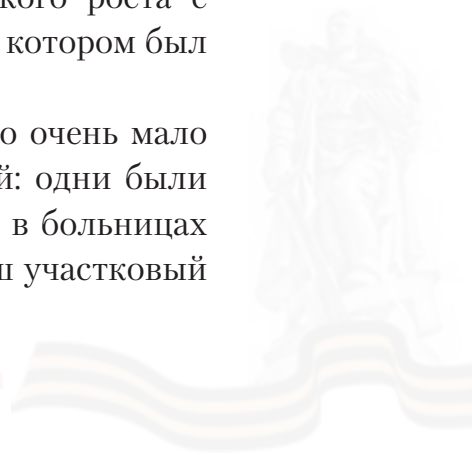 кого роста с
котором был
о очень мало
й: одни были
в больницах
ш участковый